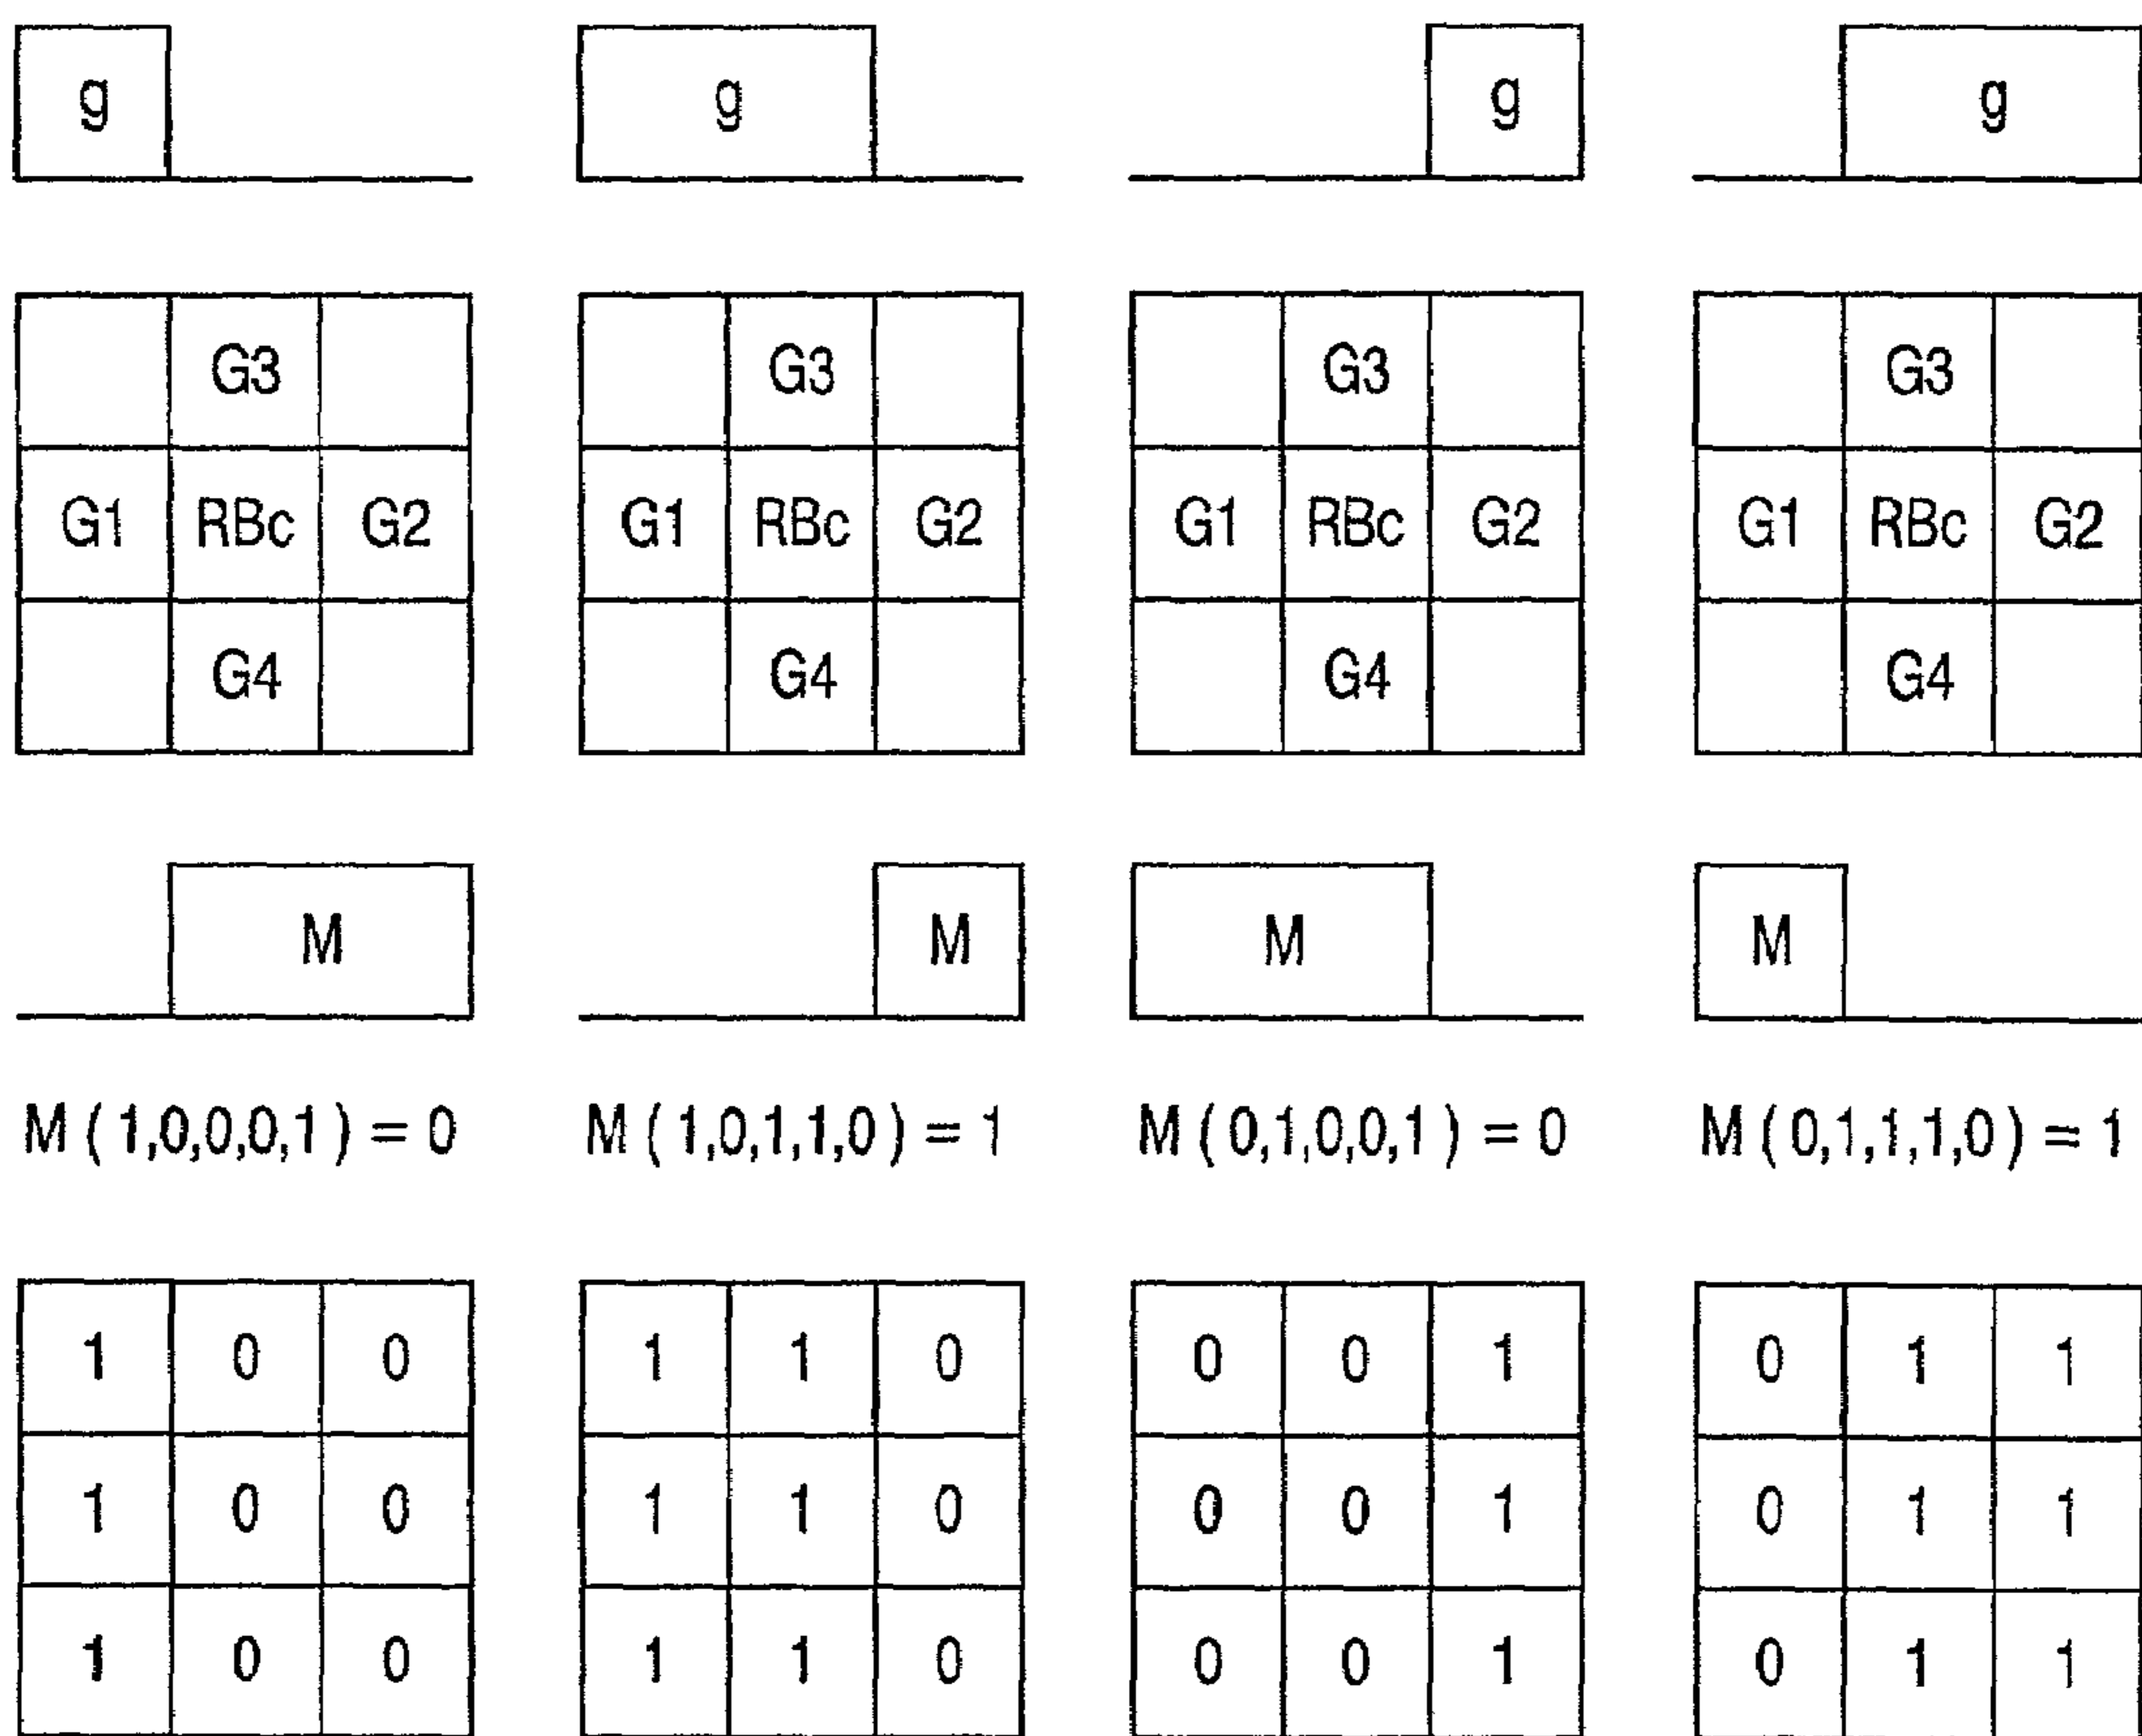 g g g g
G3 G3 G3 G3
G1 RBc G2 G1 RBc G2 G1 RBc G2 G1 RBc G2
G4 G4 G4 G4
M M M M
M(1,0,0,0,1)=0 M(1,0,1,1,0)=1 M(0,1,0,0,1)=0 M(0,1,1,1,0)=1
1 0 0 1 1 0 0 0 1 0 1 1
1 0 0 1 1 0 0 0 1 0 1 1
1 0 0 1 1 0 0 0 1 0 1 1